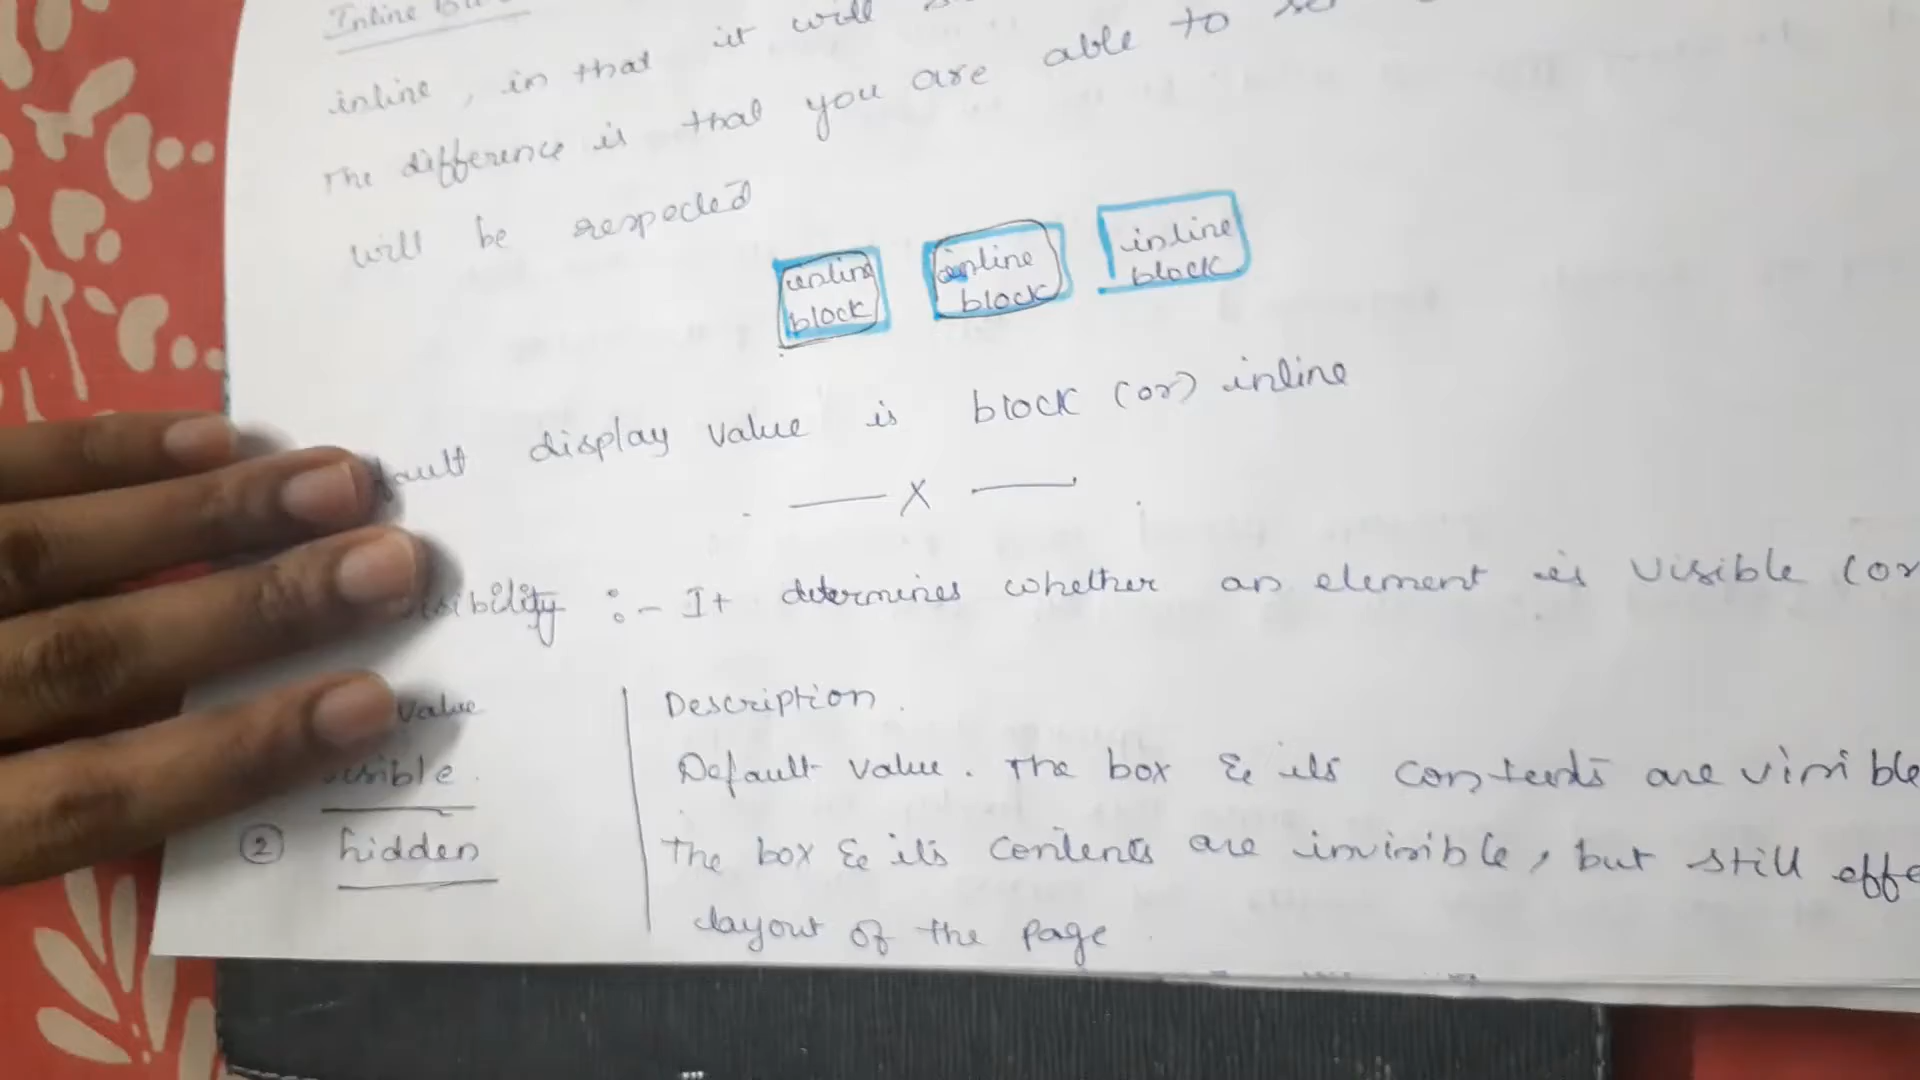 Inline
inline, in that it will
The difference is that you are able to
will be respected
inline block
inline block
inline block
display value is block (or) inline
— X —
:- It determines whether an element is visible (or
value | Description.
Default value. The box & its contents are visible
② hidden | The box & it's contents are invisible, but still effe
layout of the page